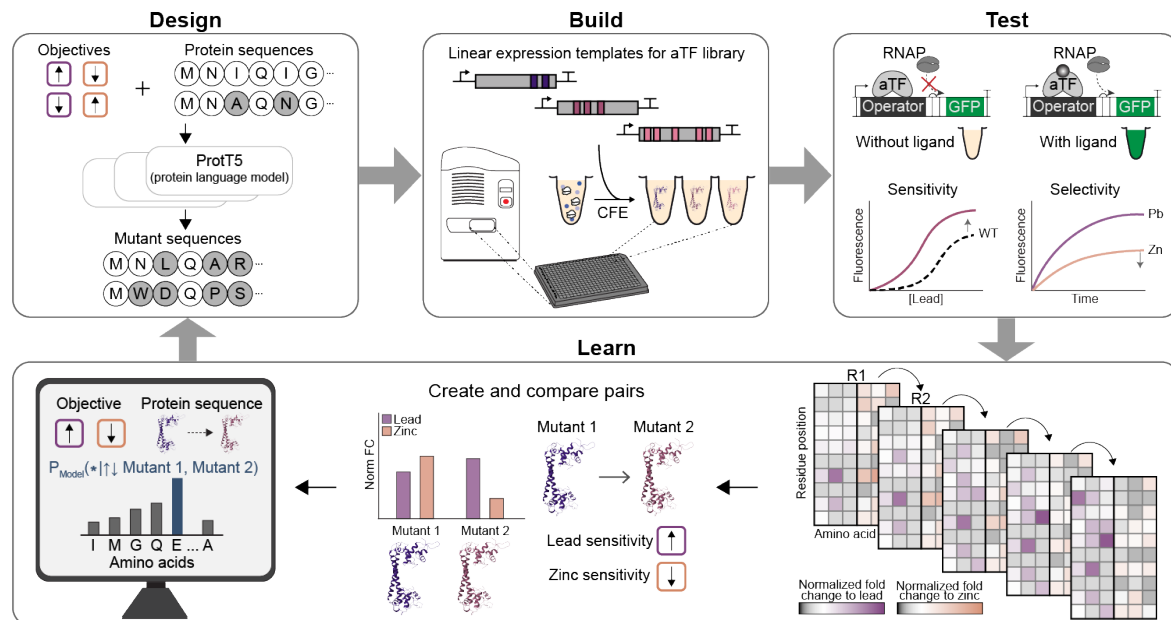 Design
Objectives
Protein sequences
M N I Q I G ...
M N A Q N G ...
+
ProtT5
(protein language model)
Mutant sequences
M N L Q A R ...
M W D Q P S ...
Build
Linear expression templates for aTF library
CFE
Test
RNAP
aTF
Operator
GFP
Without ligand
RNAP
aTF
Operator
GFP
With ligand
Sensitivity
Fluorescence
WT
[Lead]
Selectivity
Fluorescence
Pb
Zn
Time
Learn
Objective
Protein sequence
P Model (*|↑↓ Mutant 1, Mutant 2)
I M G Q E ... A
Amino acids
Create and compare pairs
Lead
Zinc
Norm FC
Mutant 1
Mutant 2
Mutant 1
Mutant 2
Lead sensitivity
Zinc sensitivity
R1
R2
Residue position
Amino acid
Normalized fold
change to lead
Normalized fold
change to zinc